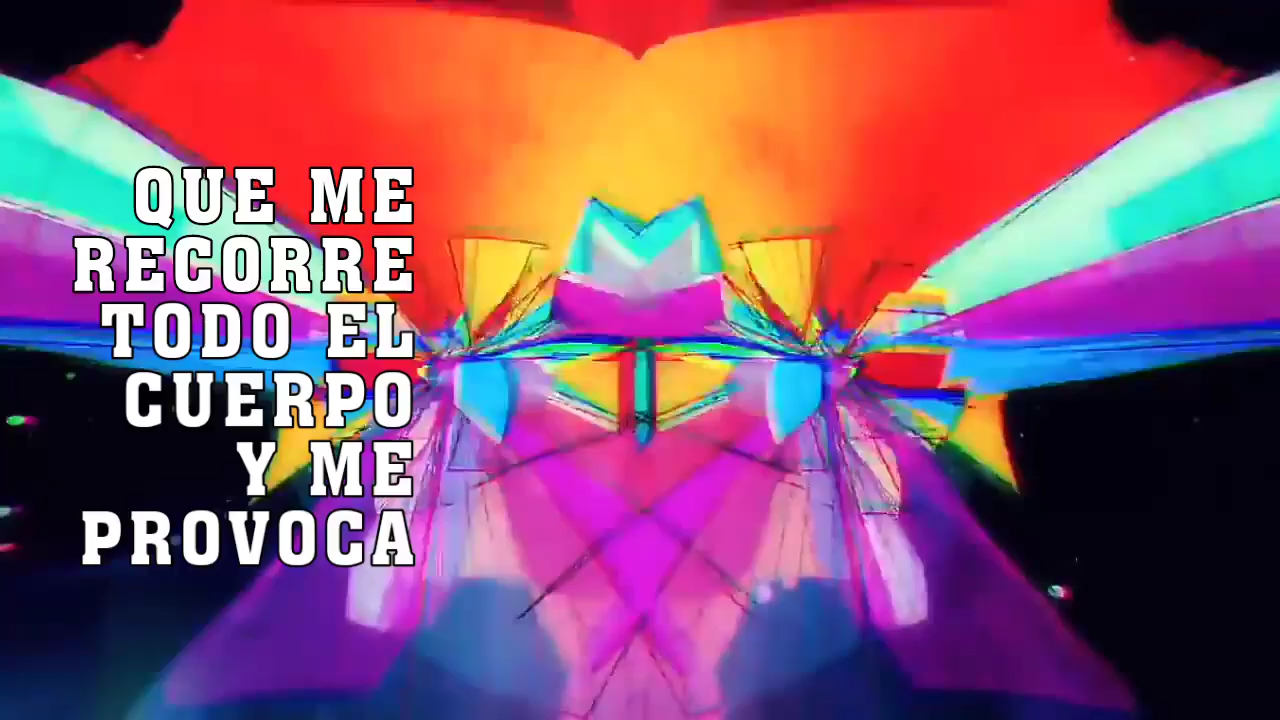 QUE ME
RECORRE
TODO EL
CUERPO
Y ME
PROVOCA